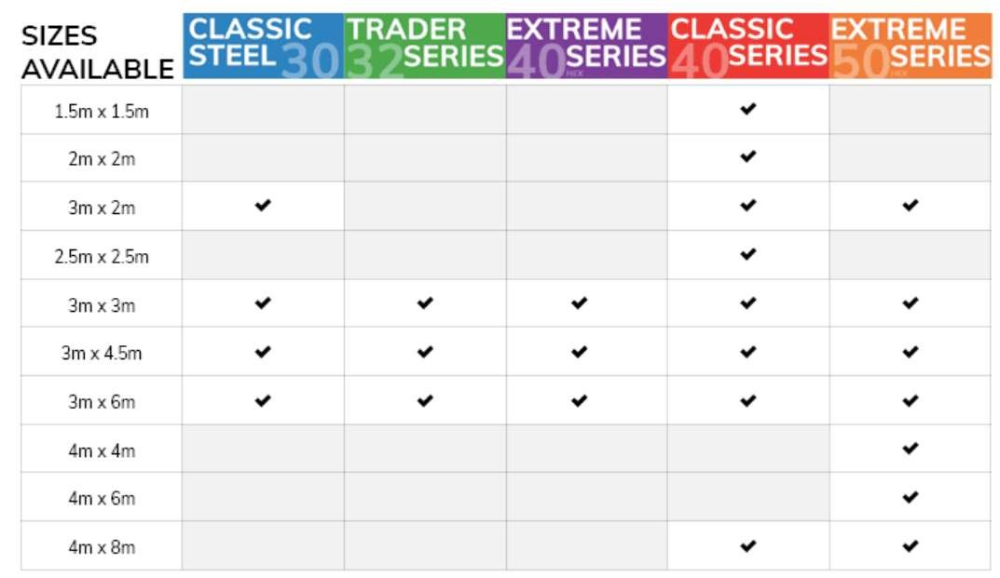 SIZES AVAILABLE
CLASSIC STEEL 30
TRADER SERIES 32
EXTREME SERIES 40 HEX
CLASSIC SERIES 40
EXTREME SERIES 50 HEX
1.5m x 1.5m ✔
2m x 2m ✔
3m x 2m ✔ ✔ ✔
2.5m x 2.5m ✔
3m x 3m ✔ ✔ ✔ ✔ ✔
3m x 4.5m ✔ ✔ ✔ ✔ ✔
3m x 6m ✔ ✔ ✔ ✔ ✔
4m x 4m ✔
4m x 6m ✔
4m x 8m ✔ ✔